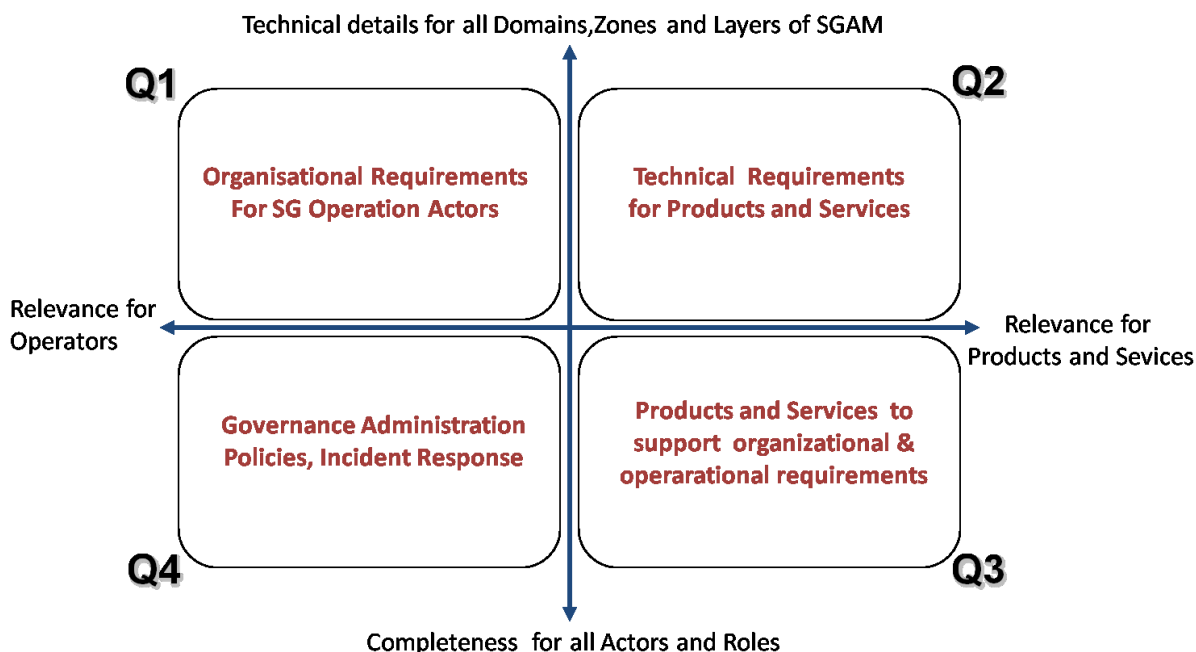 Technical details for all Domains,Zones and Layers of SGAM
Q1
Q2
Organisational Requirements
For SG Operation Actors
Technical Requirements
for Products and Services
Relevance for
Operators
Relevance for
Products and Sevices
Governance Administration
Policies, Incident Response
Products and Services to
support organizational &
operarational requirements
Q4
Q3
Completeness for all Actors and Roles